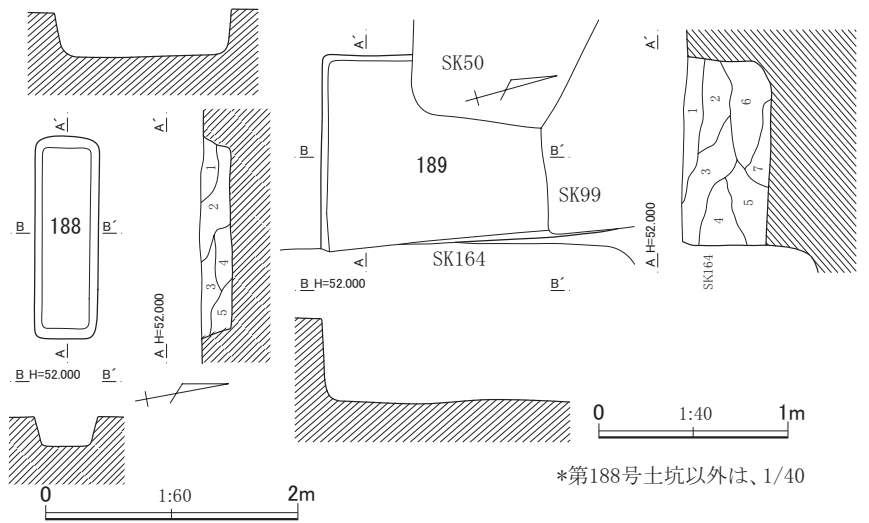 A´
188
B
B´
A
B H=52.000 B´
A´
1
2
3
4
5
A H=52.000
0 1:60 2m
A´
SK50
B
B´
189
SK99
SK164
A
B H=52.000 B´
A´
1
2
3
4
5
6
7
A H=52.000
SK164
0 1:40 1m
*第188号土坑以外は、1/40